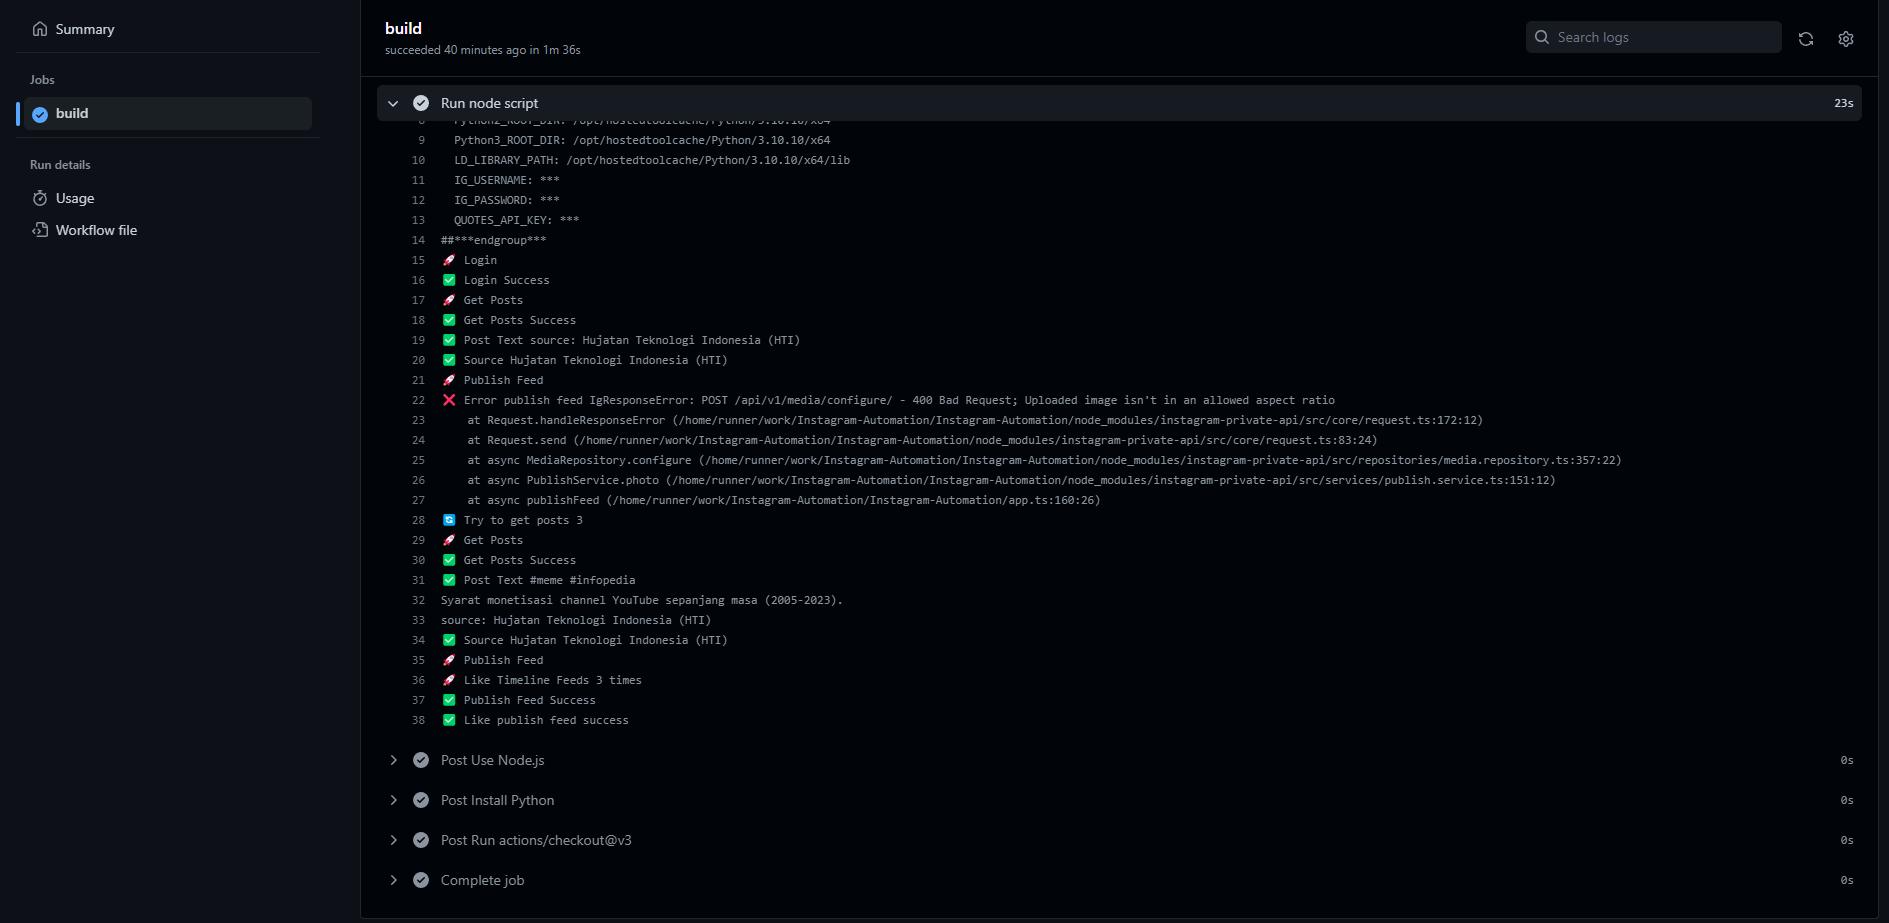 Summary
Jobs
build
Run details
Usage
Workflow file
build
succeeded 40 minutes ago in 1m 36s
Search logs
Run node script 23s
8 Python2_ROOT_DIR: /opt/hostedtoolcache/Python/3.10.10/x64
9 Python3_ROOT_DIR: /opt/hostedtoolcache/Python/3.10.10/x64
10 LD_LIBRARY_PATH: /opt/hostedtoolcache/Python/3.10.10/x64/lib
11 IG_USERNAME: ***
12 IG_PASSWORD: ***
13 QUOTES_API_KEY: ***
14 ##***endgroup***
15 🚀 Login
16 ✅ Login Success
17 🚀 Get Posts
18 ✅ Get Posts Success
19 ✅ Post Text source: Hujatan Teknologi Indonesia (HTI)
20 ✅ Source Hujatan Teknologi Indonesia (HTI)
21 🚀 Publish Feed
22 ❌ Error publish feed IgResponseError: POST /api/v1/media/configure/ - 400 Bad Request; Uploaded image isn't in an allowed aspect ratio
23 at Request.handleResponseError (/home/runner/work/Instagram-Automation/Instagram-Automation/node_modules/instagram-private-api/src/core/request.ts:172:12)
24 at Request.send (/home/runner/work/Instagram-Automation/Instagram-Automation/node_modules/instagram-private-api/src/core/request.ts:83:24)
25 at async MediaRepository.configure (/home/runner/work/Instagram-Automation/Instagram-Automation/node_modules/instagram-private-api/src/repositories/media.repository.ts:357:22)
26 at async PublishService.photo (/home/runner/work/Instagram-Automation/Instagram-Automation/node_modules/instagram-private-api/src/services/publish.service.ts:151:12)
27 at async publishFeed (/home/runner/work/Instagram-Automation/Instagram-Automation/app.ts:160:26)
28 🔄 Try to get posts 3
29 🚀 Get Posts
30 ✅ Get Posts Success
31 ✅ Post Text #meme #infopedia
32 Syarat monetisasi channel YouTube sepanjang masa (2005-2023).
33 source: Hujatan Teknologi Indonesia (HTI)
34 ✅ Source Hujatan Teknologi Indonesia (HTI)
35 🚀 Publish Feed
36 🚀 Like Timeline Feeds 3 times
37 ✅ Publish Feed Success
38 ✅ Like publish feed success
Post Use Node.js 0s
Post Install Python 0s
Post Run actions/checkout@v3 0s
Complete job 0s